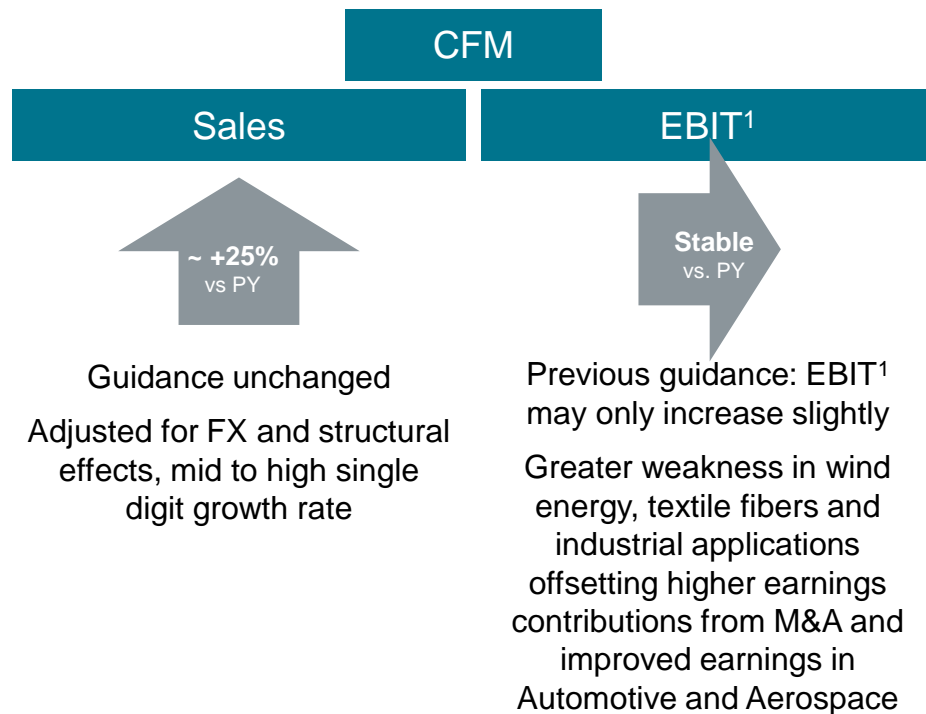 CFM
Sales
~ +25%
vs PY
Guidance unchanged
Adjusted for FX and structural
effects, mid to high single
digit growth rate
EBIT¹
Stable
vs. PY
Previous guidance: EBIT¹
may only increase slightly
Greater weakness in wind
energy, textile fibers and
industrial applications
offsetting higher earnings
contributions from M&A and
improved earnings in
Automotive and Aerospace